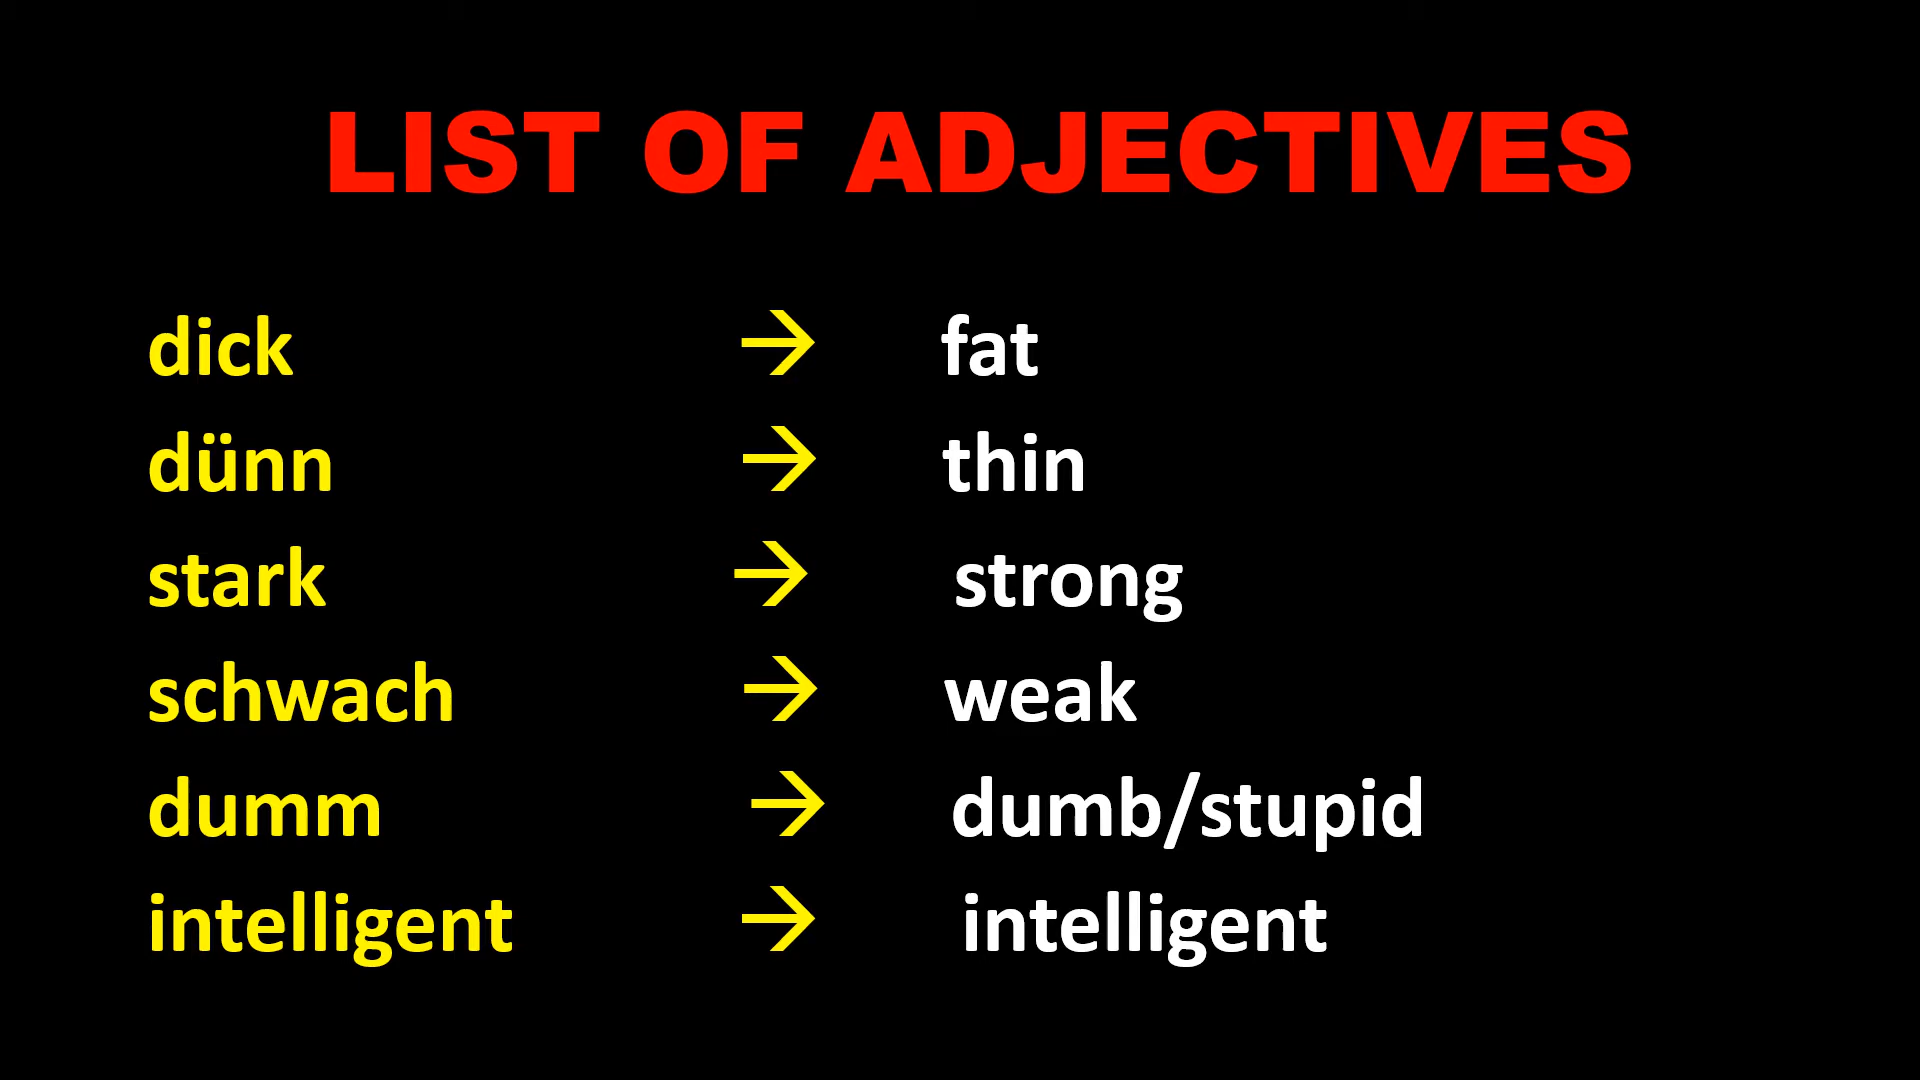 LIST OF ADJECTIVES
dick → fat
dünn → thin
stark → strong
schwach → weak
dumm → dumb/stupid
intelligent → intelligent